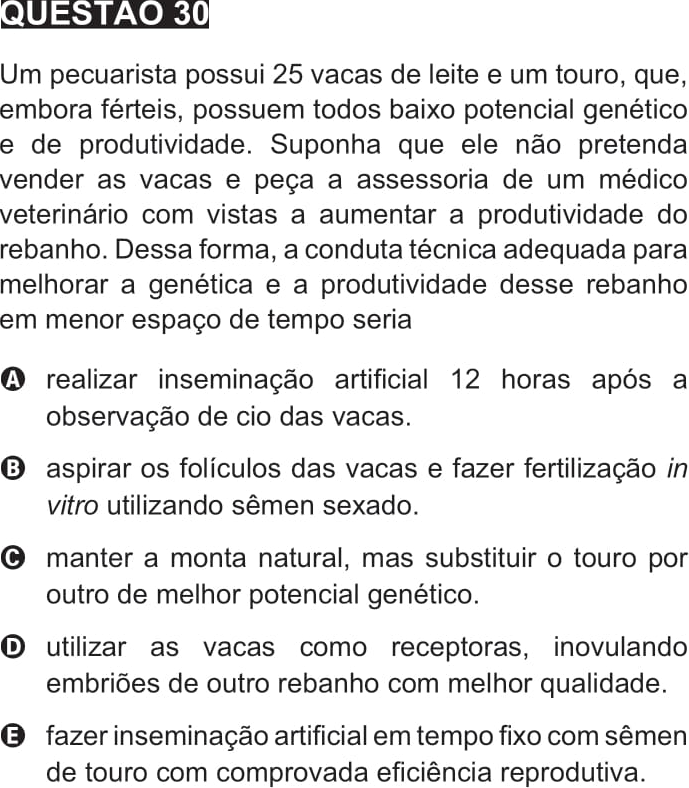 QUESTÃO 30
Um pecuarista possui 25 vacas de leite e um touro, que,
embora férteis, possuem todos baixo potencial genético
e de produtividade. Suponha que ele não pretenda
vender as vacas e peça a assessoria de um médico
veterinário com vistas a aumentar a produtividade do
rebanho. Dessa forma, a conduta técnica adequada para
melhorar a genética e a produtividade desse rebanho
em menor espaço de tempo seria
A realizar inseminação artificial 12 horas após a
observação de cio das vacas.
B aspirar os folículos das vacas e fazer fertilização in
vitro utilizando sêmen sexado.
C manter a monta natural, mas substituir o touro por
outro de melhor potencial genético.
D utilizar as vacas como receptoras, inovulando
embriões de outro rebanho com melhor qualidade.
E fazer inseminação artificial em tempo fixo com sêmen
de touro com comprovada eficiência reprodutiva.